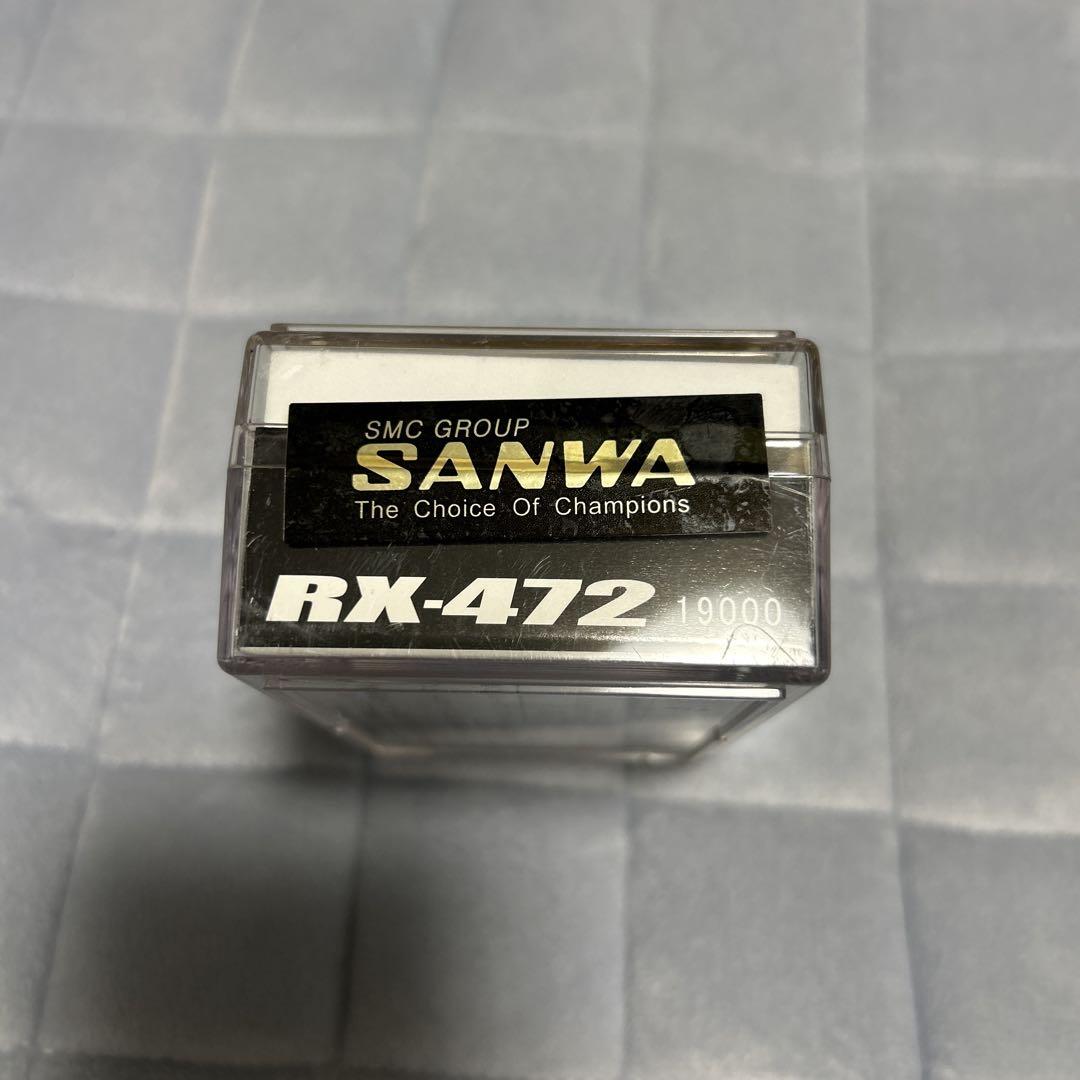 SMC GROUP
SANWA
The Choice Of Champions
RX-472 19000